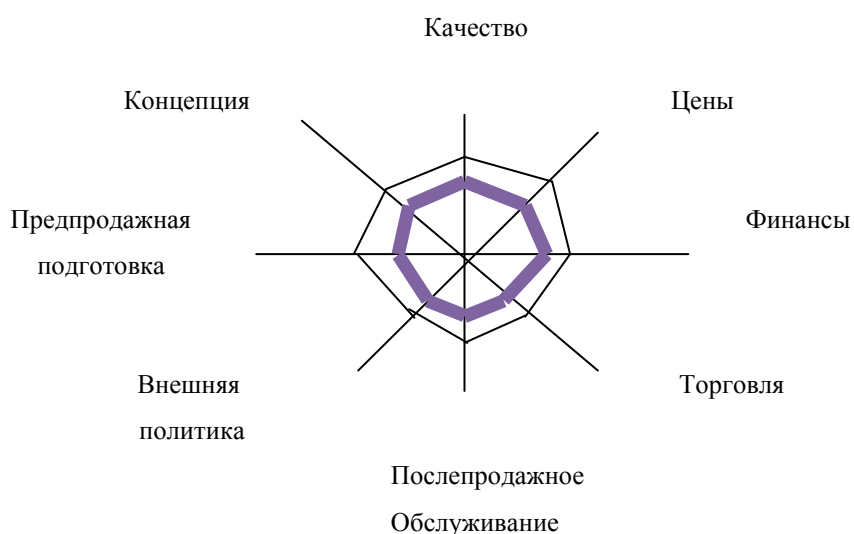 Качество
Концепция
Цены
Предпродажная
подготовка
Финансы
Внешняя
политика
Торговля
Послепродажное
Обслуживание